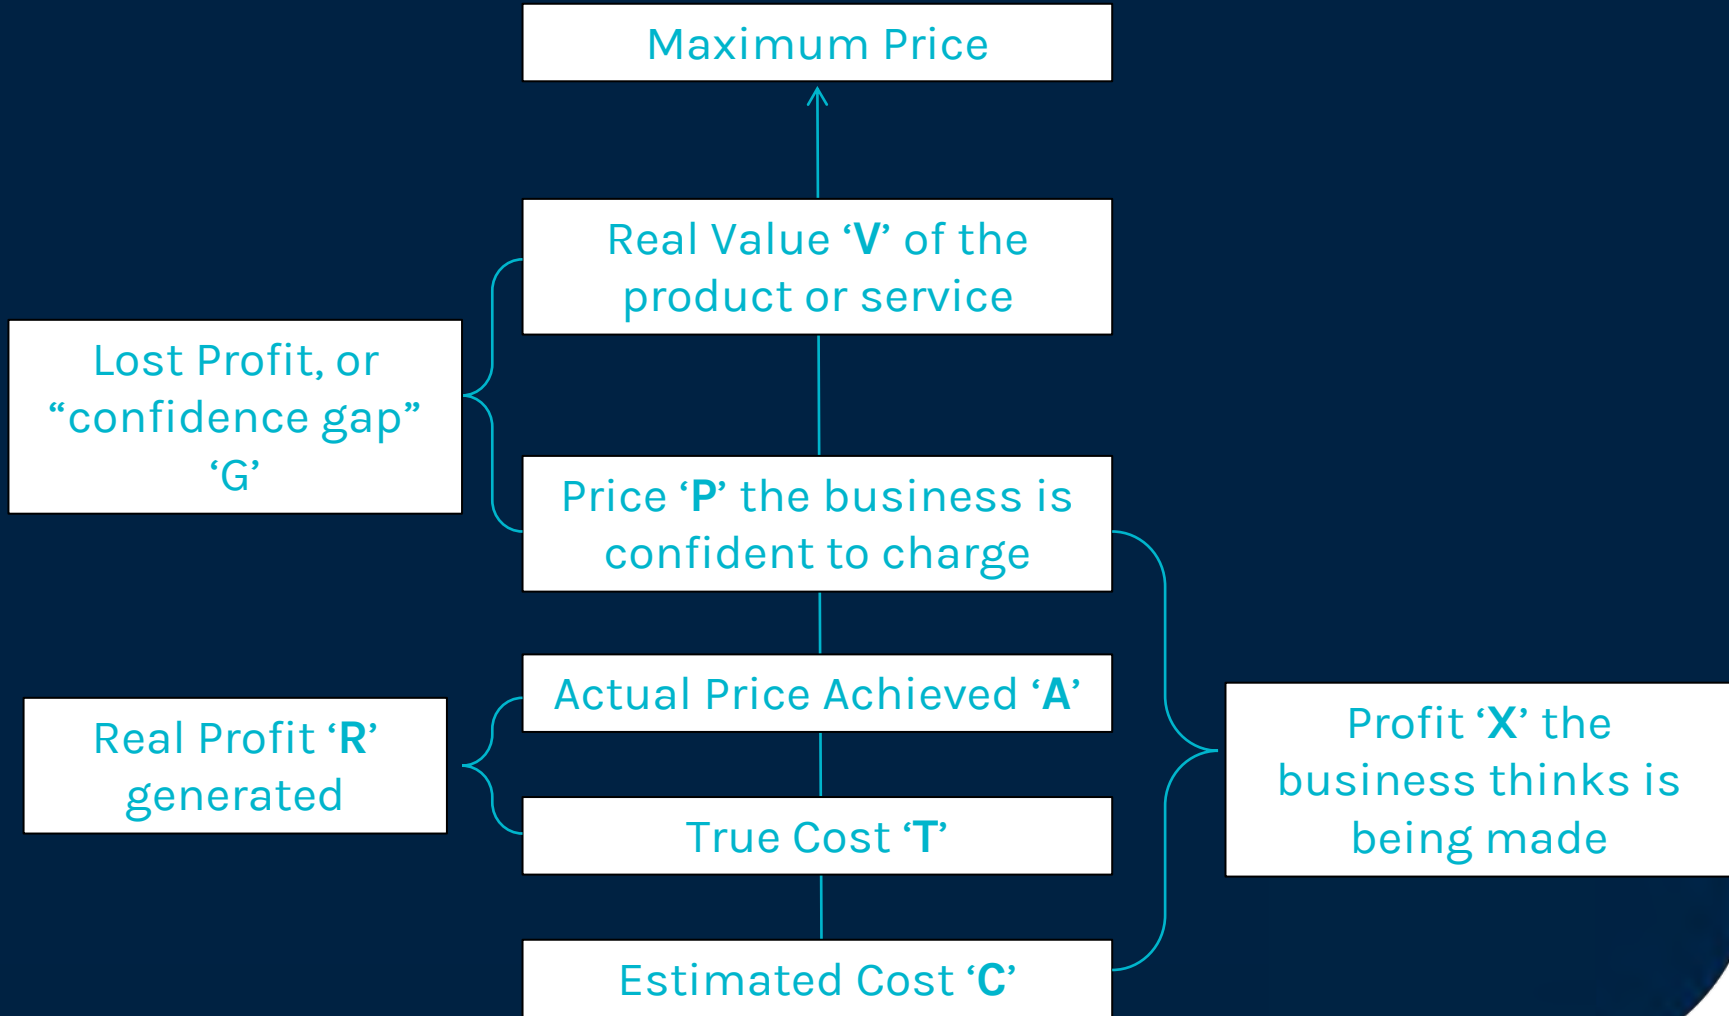 Maximum Price
Real Value ‘V’ of the
product or service
Lost Profit, or
“confidence gap”
‘G’
Price ‘P’ the business is
confident to charge
Actual Price Achieved ‘A’
Real Profit ‘R’
generated
True Cost ‘T’
Profit ‘X’ the
business thinks is
being made
Estimated Cost ‘C’